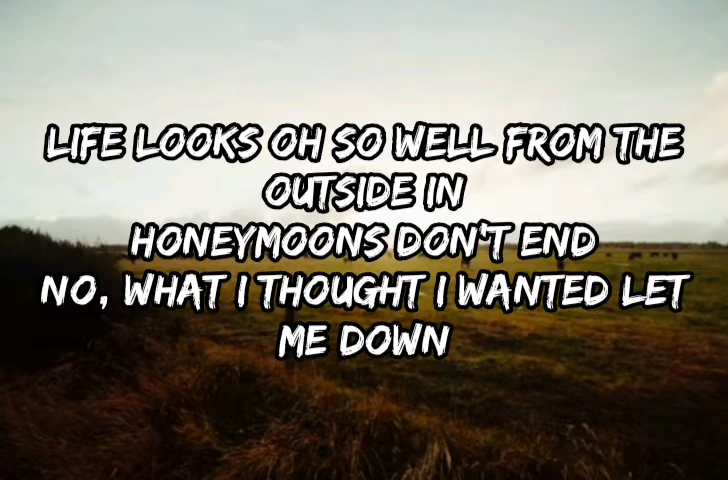 LIFE LOOKS OH SO WELL FROM THE
OUTSIDE IN
HONEYMOONS DON'T END
NO, WHAT I THOUGHT I WANTED LET
ME DOWN